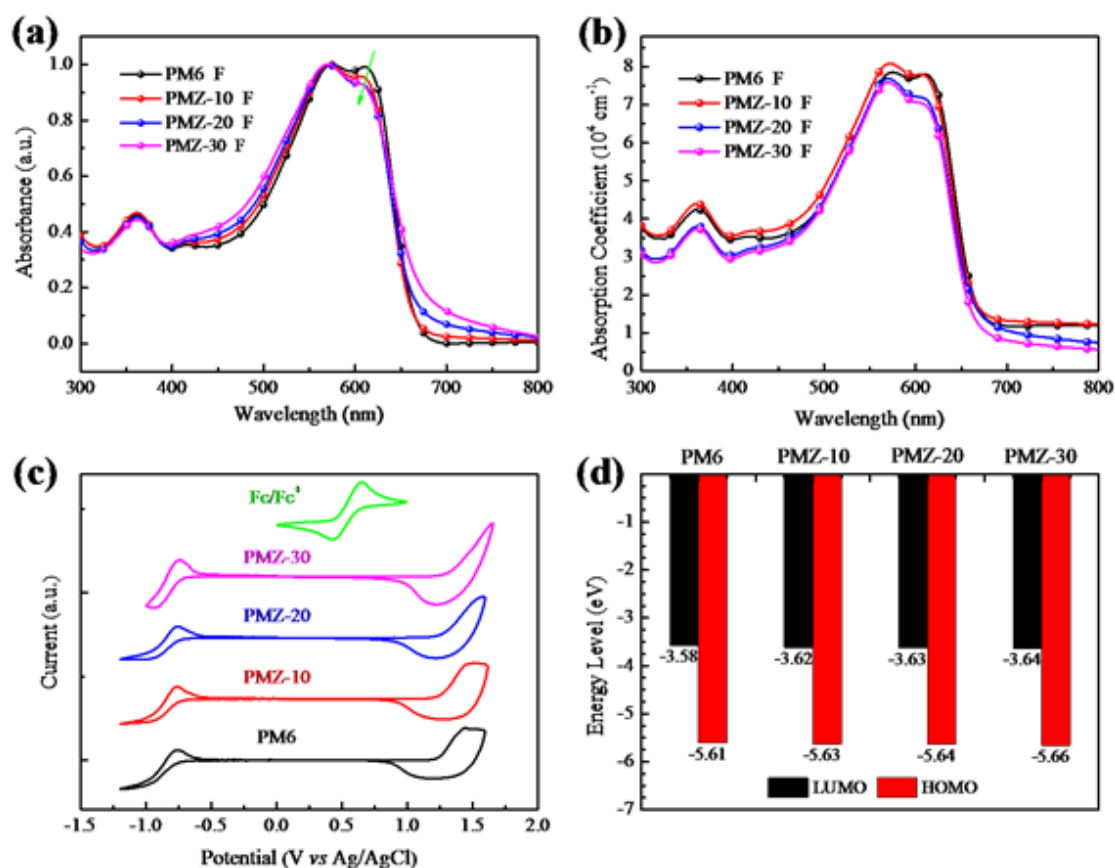 (a)
PM6 F
PMZ-10 F
PMZ-20 F
PMZ-30 F
Absorbance (a.u.)
1.0
0.8
0.6
0.4
0.2
0.0
300 400 500 600 700 800
Wavelength (nm)
(b)
PM6 F
PMZ-10 F
PMZ-20 F
PMZ-30 F
Absorption Coefficient (10⁴ cm⁻¹)
8
7
6
5
4
3
2
1
0
300 400 500 600 700 800
Wavelength (nm)
(c)
Fc/Fc⁺
PMZ-30
PMZ-20
PMZ-10
PM6
Current (a.u.)
-1.5 -1.0 -0.5 0.0 0.5 1.0 1.5 2.0
Potential (V vs Ag/AgCl)
(d)
PM6 PMZ-10 PMZ-20 PMZ-30
Energy Level (eV)
-1
-2
-3
-4
-5
-6
-7
-3.58 -3.62 -3.63 -3.64
-5.61 -5.63 -5.64 -5.66
LUMO HOMO